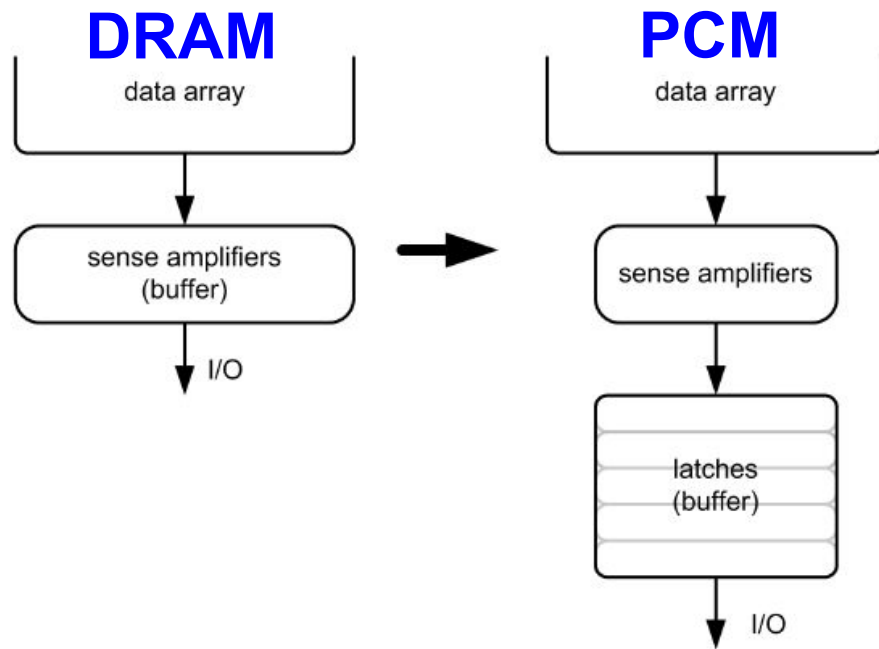 DRAM
data array
sense amplifiers
(buffer)
I/O
PCM
data array
sense amplifiers
latches
(buffer)
I/O